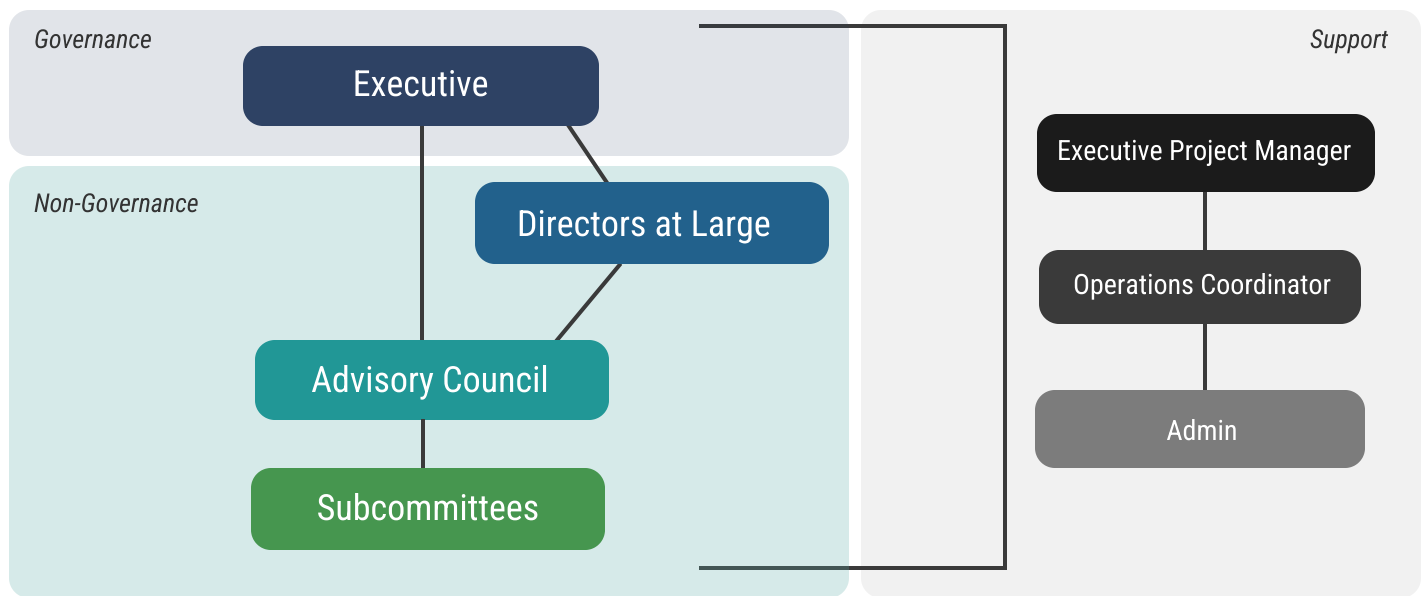 Governance
Executive
Non-Governance
Directors at Large
Advisory Council
Subcommittees
Support
Executive Project Manager
Operations Coordinator
Admin